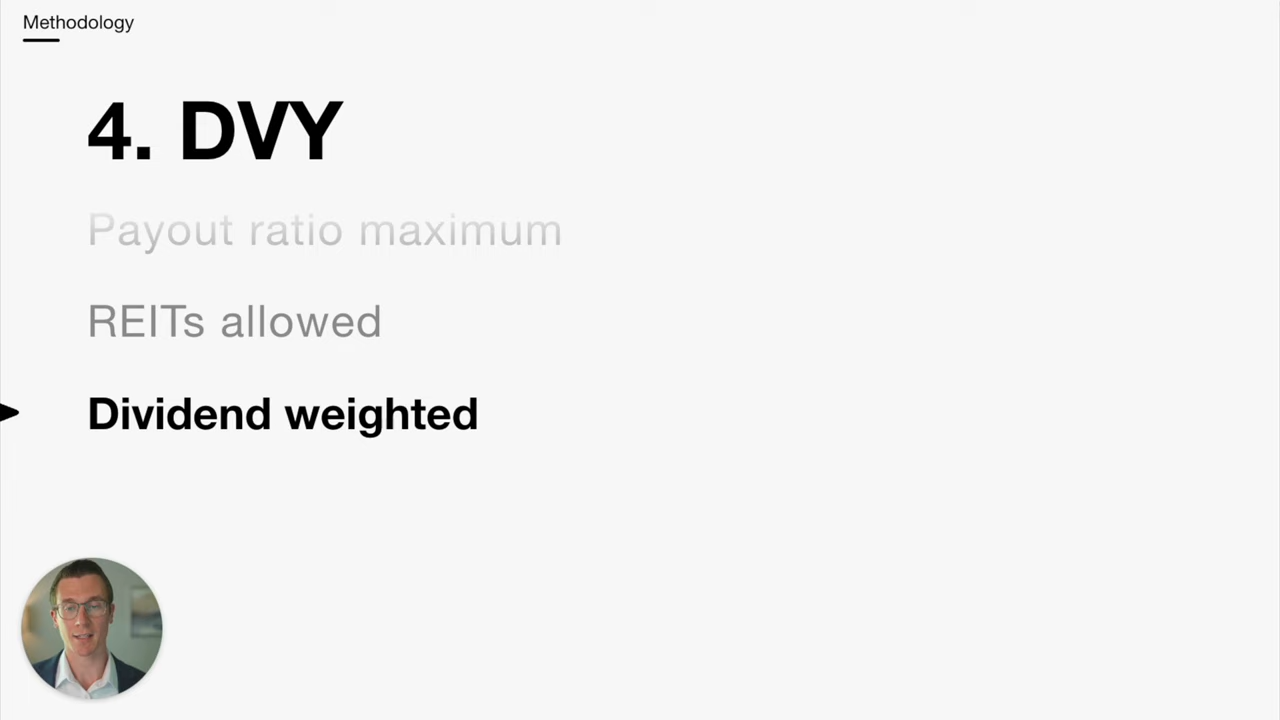 Methodology
4. DVY
Payout ratio maximum
REITs allowed
Dividend weighted